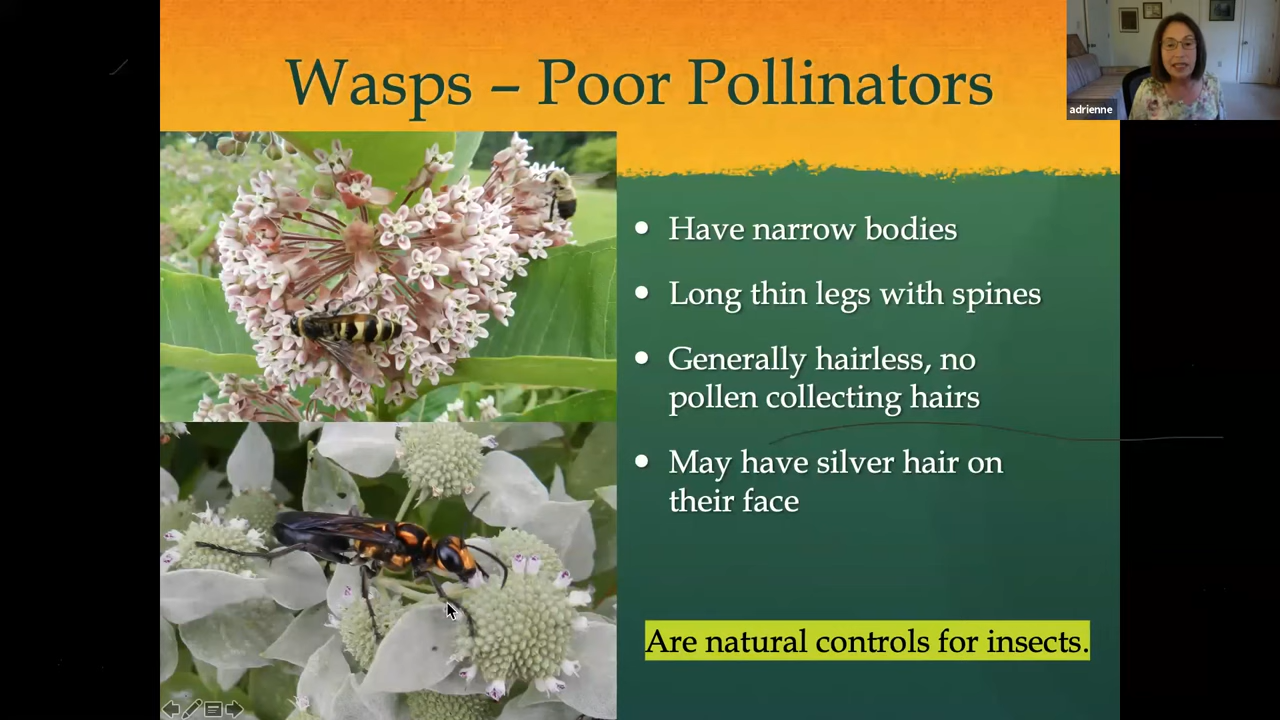 Wasps – Poor Pollinators
adrienne
• Have narrow bodies
• Long thin legs with spines
• Generally hairless, no
pollen collecting hairs
• May have silver hair on
their face
Are natural controls for insects.